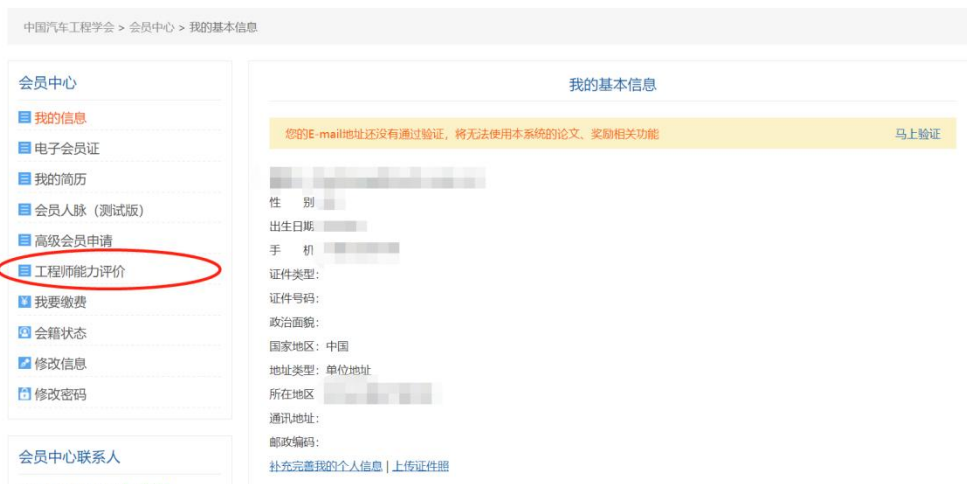 中国汽车工程学会 > 会员中心 > 我的基本信息
会员中心
我的信息
电子会员证
我的简历
会员人脉（测试版）
高级会员申请
工程师能力评价
我要缴费
会籍状态
修改信息
修改密码
会员中心联系人
我的基本信息
您的E-mail地址还没有通过验证，将无法使用本系统的论文、奖励相关功能 马上验证
性 别
出生日期
手 机
证件类型：
证件号码：
政治面貌：
国家地区：中国
地址类型：单位地址
所在地区
通讯地址：
邮政编码：
补充完善我的个人信息 | 上传证件照